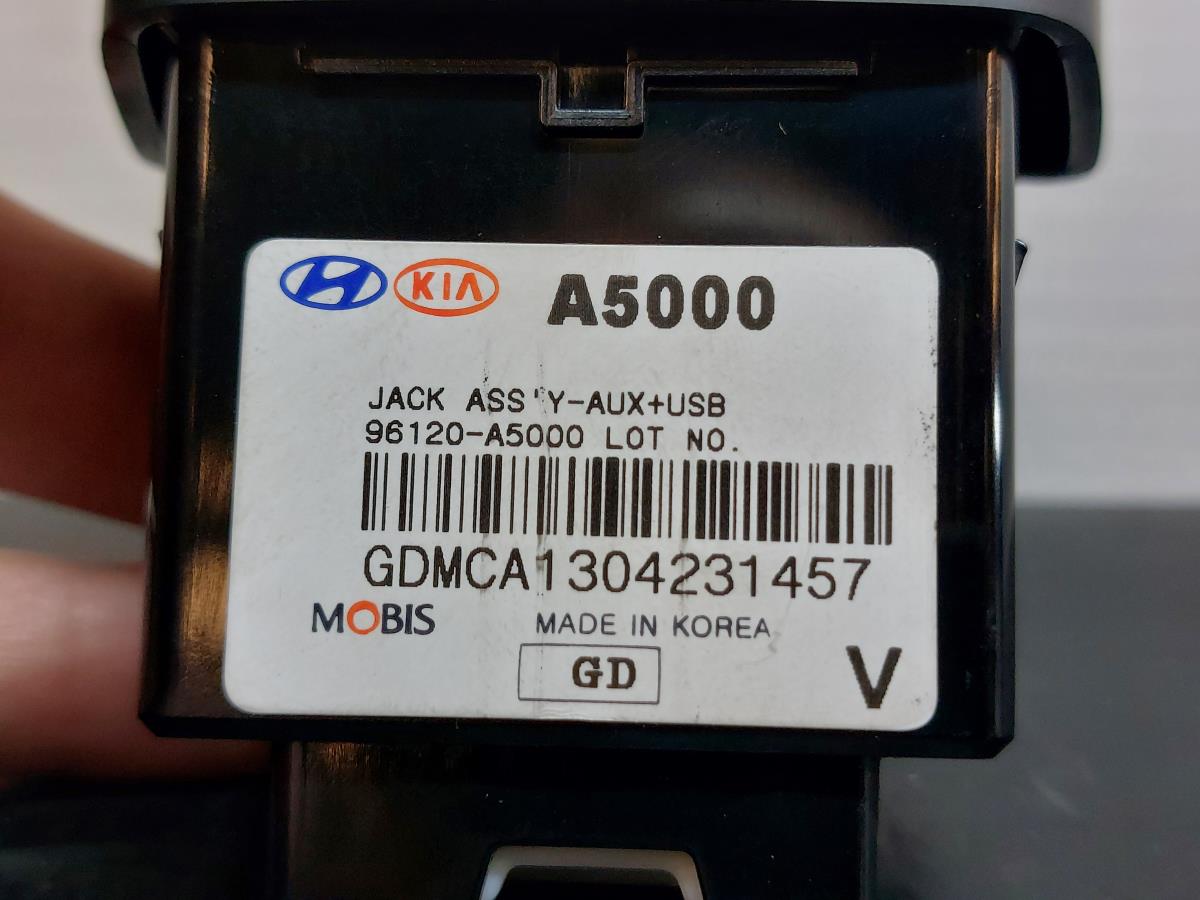 KIA A5000
JACK ASS'Y-AUX+USB
96120-A5000 LOT NO.
GDMCA1304231457
MOBIS MADE IN KOREA
GD
V